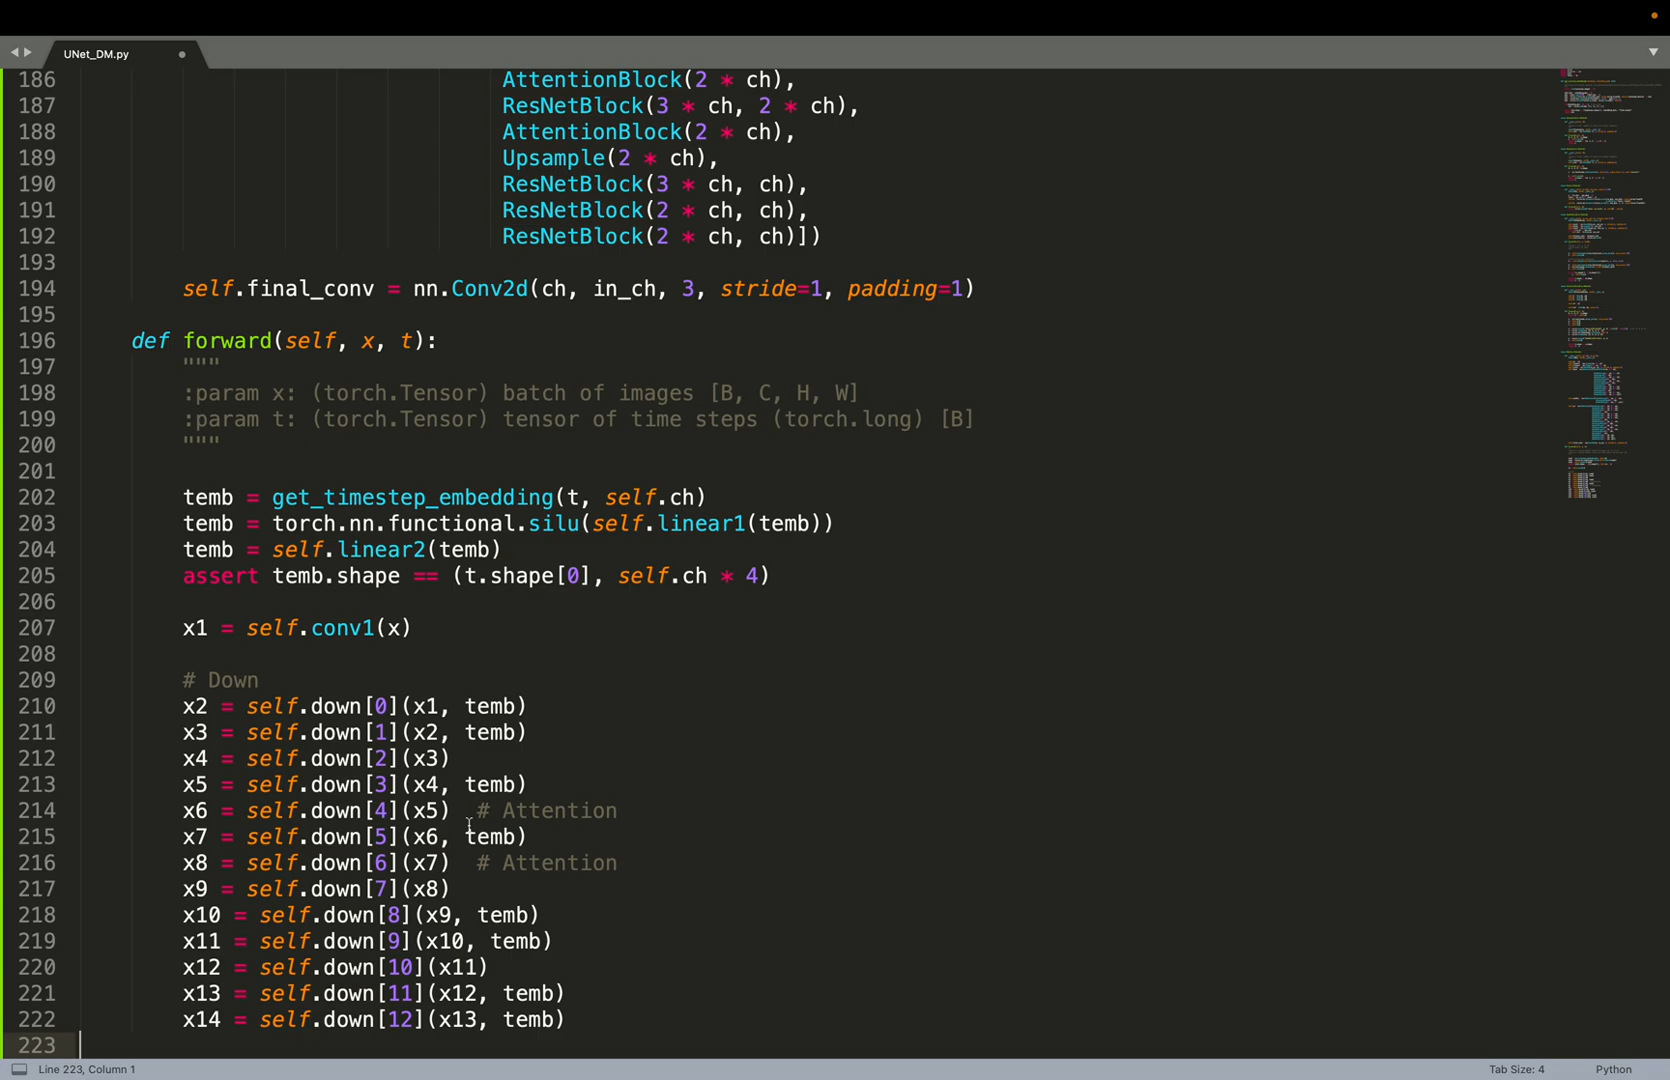 UNet_DM.py
186 AttentionBlock(2 * ch),
187 ResNetBlock(3 * ch, 2 * ch),
188 AttentionBlock(2 * ch),
189 Upsample(2 * ch),
190 ResNetBlock(3 * ch, ch),
191 ResNetBlock(2 * ch, ch),
192 ResNetBlock(2 * ch, ch)])
193
194 self.final_conv = nn.Conv2d(ch, in_ch, 3, stride=1, padding=1)
195
196 def forward(self, x, t):
197 """
198 :param x: (torch.Tensor) batch of images [B, C, H, W]
199 :param t: (torch.Tensor) tensor of time steps (torch.long) [B]
200 """
201
202 temb = get_timestep_embedding(t, self.ch)
203 temb = torch.nn.functional.silu(self.linear1(temb))
204 temb = self.linear2(temb)
205 assert temb.shape == (t.shape[0], self.ch * 4)
206
207 x1 = self.conv1(x)
208
209 # Down
210 x2 = self.down[0](x1, temb)
211 x3 = self.down[1](x2, temb)
212 x4 = self.down[2](x3)
213 x5 = self.down[3](x4, temb)
214 x6 = self.down[4](x5)  # Attention
215 x7 = self.down[5](x6, temb)
216 x8 = self.down[6](x7)  # Attention
217 x9 = self.down[7](x8)
218 x10 = self.down[8](x9, temb)
219 x11 = self.down[9](x10, temb)
220 x12 = self.down[10](x11)
221 x13 = self.down[11](x12, temb)
222 x14 = self.down[12](x13, temb)
223
Line 223, Column 1
Tab Size: 4
Python